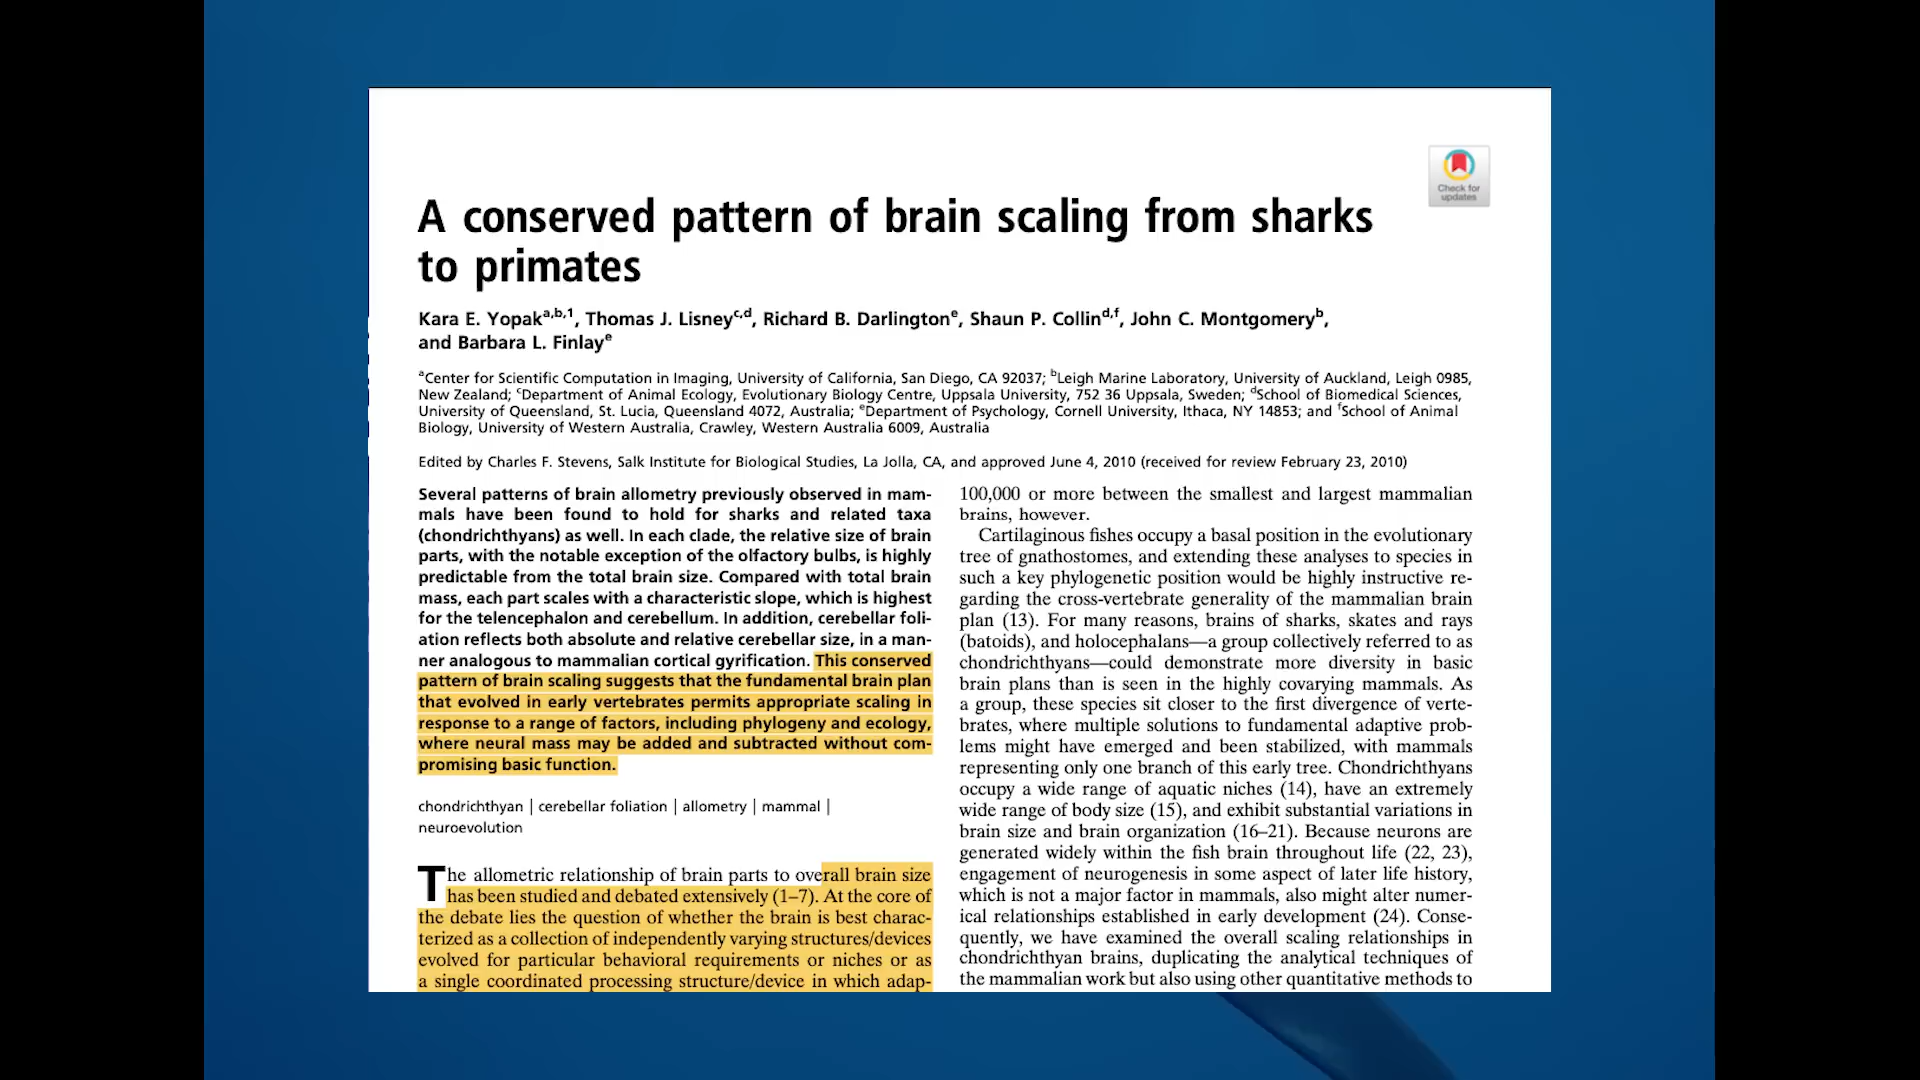 Check for
updates
A conserved pattern of brain scaling from sharks
to primates
Kara E. Yopaka,b,1, Thomas J. Lisneyc,d, Richard B. Darlingtone, Shaun P. Collind,f, John C. Montgomeryb,
and Barbara L. Finlaye
aCenter for Scientific Computation in Imaging, University of California, San Diego, CA 92037; bLeigh Marine Laboratory, University of Auckland, Leigh 0985,
New Zealand; cDepartment of Animal Ecology, Evolutionary Biology Centre, Uppsala University, 752 36 Uppsala, Sweden; dSchool of Biomedical Sciences,
University of Queensland, St. Lucia, Queensland 4072, Australia; eDepartment of Psychology, Cornell University, Ithaca, NY 14853; and fSchool of Animal
Biology, University of Western Australia, Crawley, Western Australia 6009, Australia
Edited by Charles F. Stevens, Salk Institute for Biological Studies, La Jolla, CA, and approved June 4, 2010 (received for review February 23, 2010)
Several patterns of brain allometry previously observed in mam-
mals have been found to hold for sharks and related taxa
(chondrichthyans) as well. In each clade, the relative size of brain
parts, with the notable exception of the olfactory bulbs, is highly
predictable from the total brain size. Compared with total brain
mass, each part scales with a characteristic slope, which is highest
for the telencephalon and cerebellum. In addition, cerebellar foli-
ation reflects both absolute and relative cerebellar size, in a man-
ner analogous to mammalian cortical gyrification. This conserved
pattern of brain scaling suggests that the fundamental brain plan
that evolved in early vertebrates permits appropriate scaling in
response to a range of factors, including phylogeny and ecology,
where neural mass may be added and subtracted without com-
promising basic function.
chondrichthyan | cerebellar foliation | allometry | mammal |
neuroevolution
The allometric relationship of brain parts to overall brain size
has been studied and debated extensively (1–7). At the core of
the debate lies the question of whether the brain is best charac-
terized as a collection of independently varying structures/devices
evolved for particular behavioral requirements or niches or as
a single coordinated processing structure/device in which adap-
100,000 or more between the smallest and largest mammalian
brains, however.
Cartilaginous fishes occupy a basal position in the evolutionary
tree of gnathostomes, and extending these analyses to species in
such a key phylogenetic position would be highly instructive re-
garding the cross-vertebrate generality of the mammalian brain
plan (13). For many reasons, brains of sharks, skates and rays
(batoids), and holocephalans—a group collectively referred to as
chondrichthyans—could demonstrate more diversity in basic
brain plans than is seen in the highly covarying mammals. As
a group, these species sit closer to the first divergence of verte-
brates, where multiple solutions to fundamental adaptive prob-
lems might have emerged and been stabilized, with mammals
representing only one branch of this early tree. Chondrichthyans
occupy a wide range of aquatic niches (14), have an extremely
wide range of body size (15), and exhibit substantial variations in
brain size and brain organization (16–21). Because neurons are
generated widely within the fish brain throughout life (22, 23),
engagement of neurogenesis in some aspect of later life history,
which is not a major factor in mammals, also might alter numer-
ical relationships established in early development (24). Conse-
quently, we have examined the overall scaling relationships in
chondrichthyan brains, duplicating the analytical techniques of
the mammalian work but also using other quantitative methods to